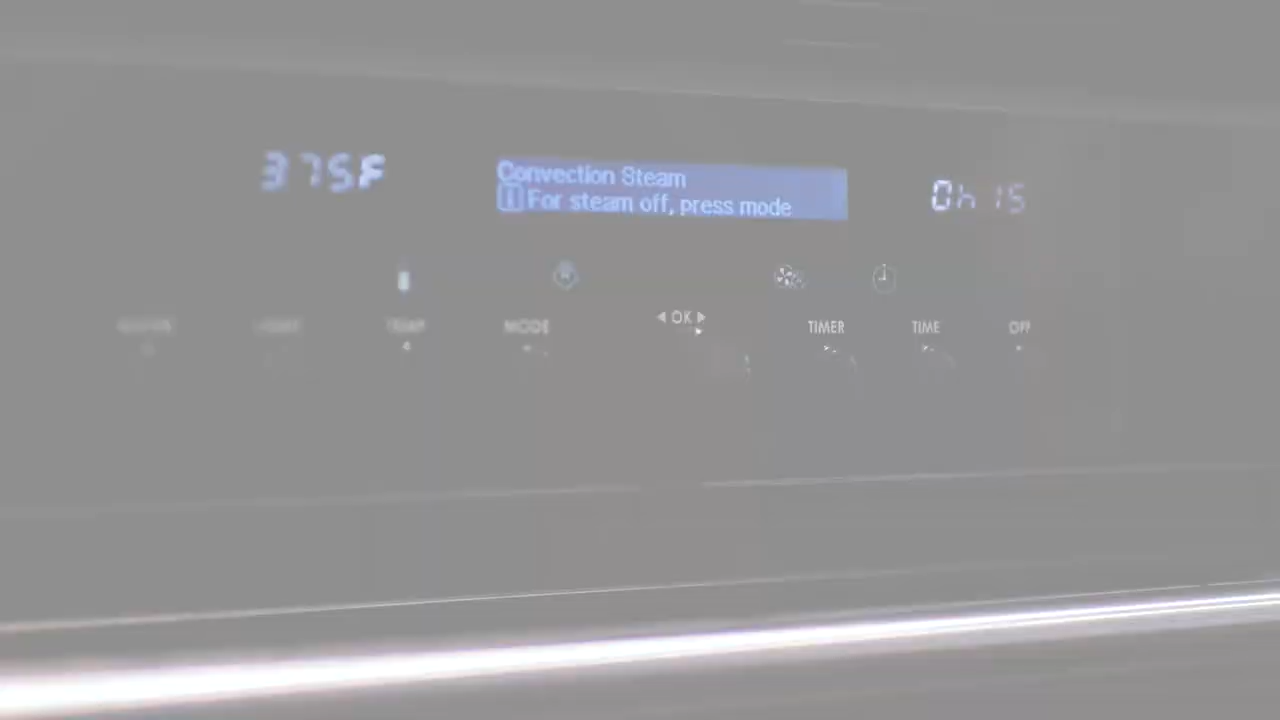 375F
Convection Steam
i For steam off, press mode
0h 15
TEMP MODE ◀ OK ▶ TIMER TIME OFF